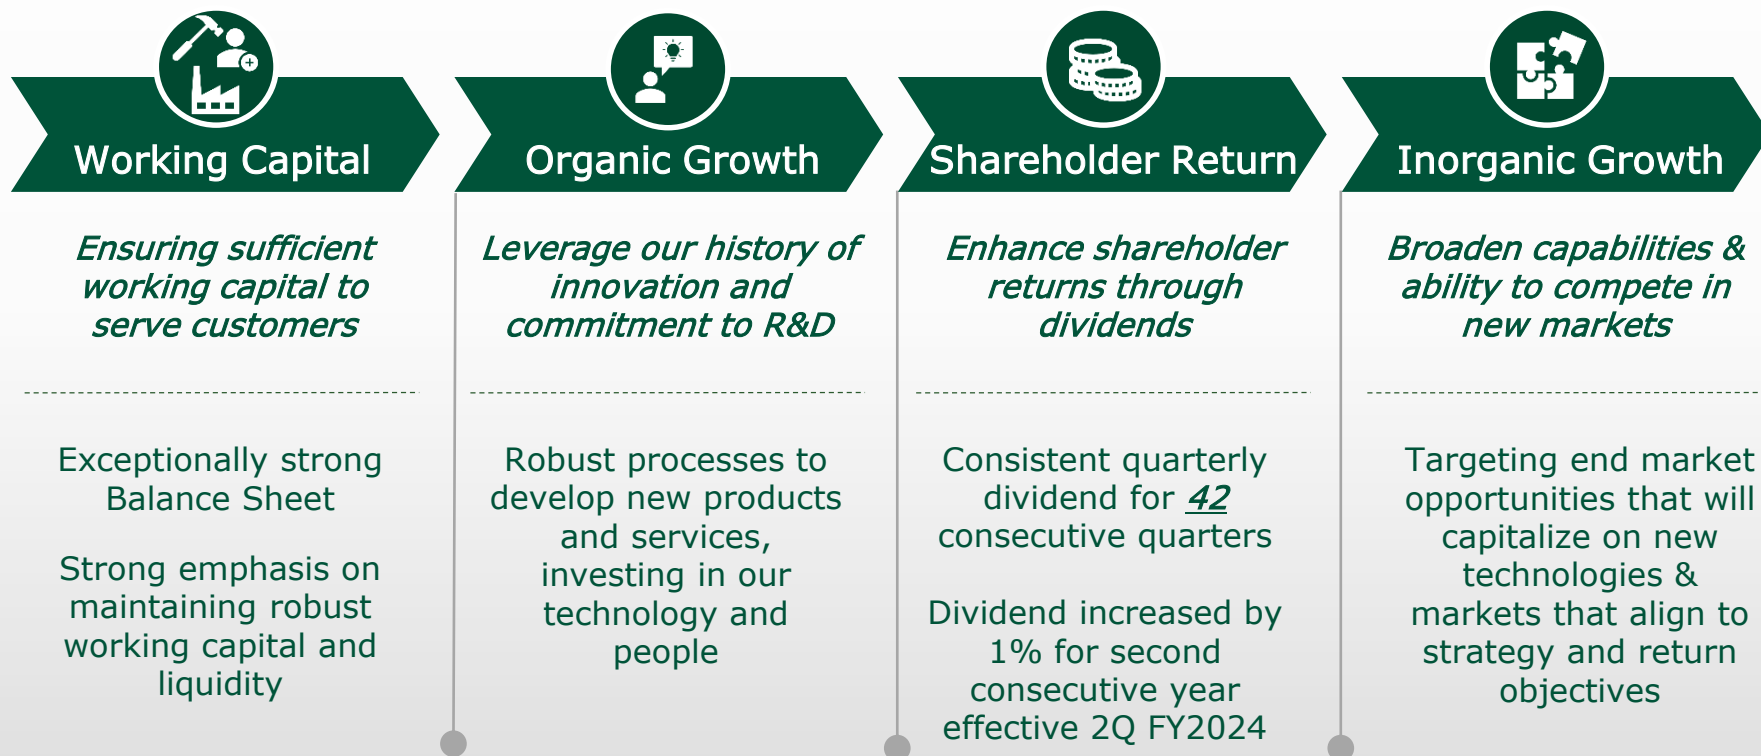 Working Capital
Ensuring sufficient
working capital to
serve customers
Exceptionally strong
Balance Sheet
Strong emphasis on
maintaining robust
working capital and
liquidity
Organic Growth
Leverage our history of
innovation and
commitment to R&D
Robust processes to
develop new products
and services,
investing in our
technology and
people
Shareholder Return
Enhance shareholder
returns through
dividends
Consistent quarterly
dividend for 42
consecutive quarters
Dividend increased by
1% for second
consecutive year
effective 2Q FY2024
Inorganic Growth
Broaden capabilities &
ability to compete in
new markets
Targeting end market
opportunities that will
capitalize on new
technologies &
markets that align to
strategy and return
objectives